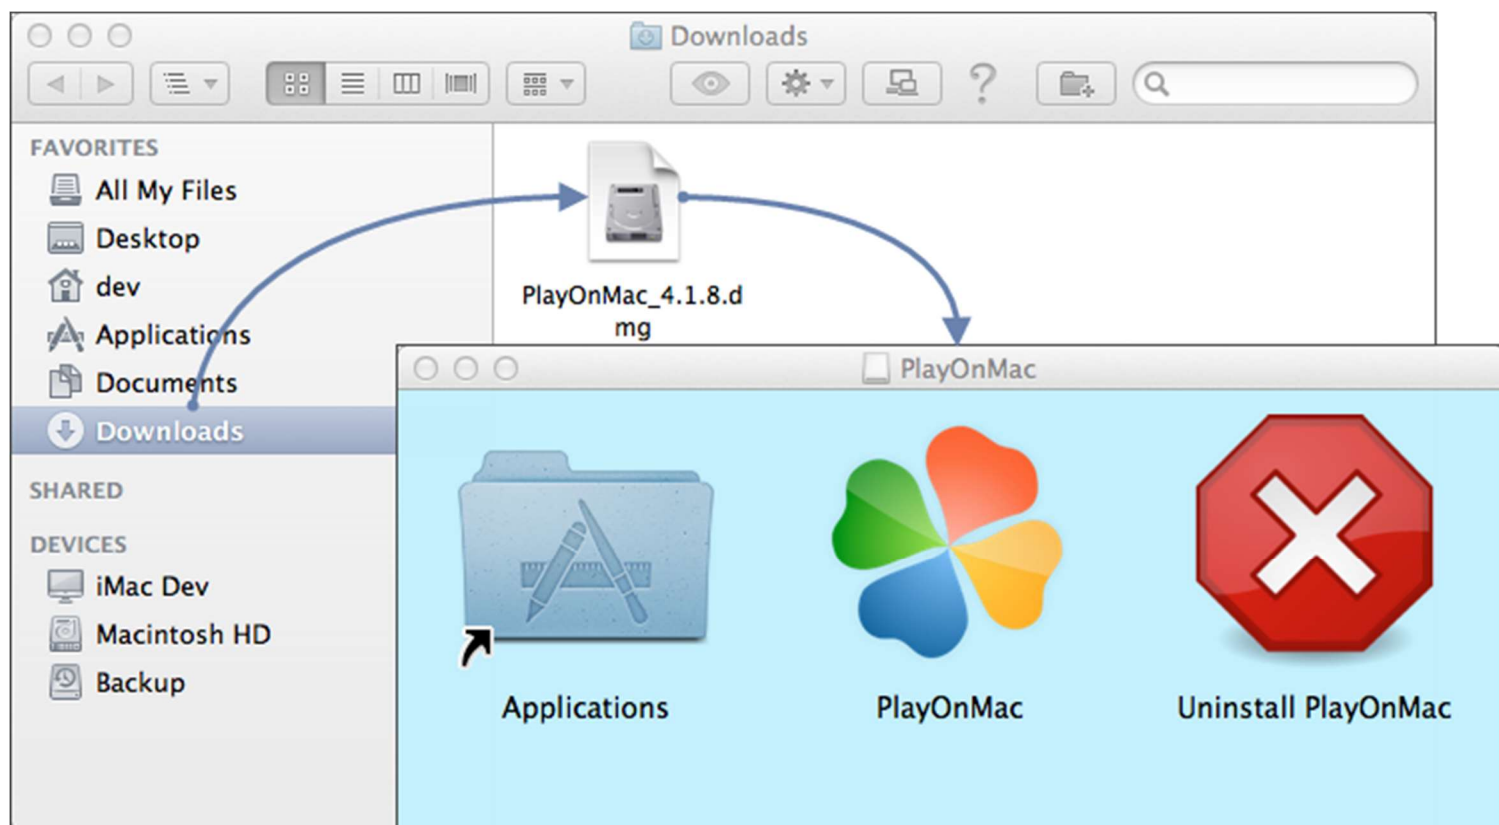 Downloads
FAVORITES
All My Files
Desktop
dev
Applications
Documents
Downloads
SHARED
DEVICES
iMac Dev
Macintosh HD
Backup
PlayOnMac_4.1.8.d
mg
PlayOnMac
Applications
PlayOnMac
Uninstall PlayOnMac